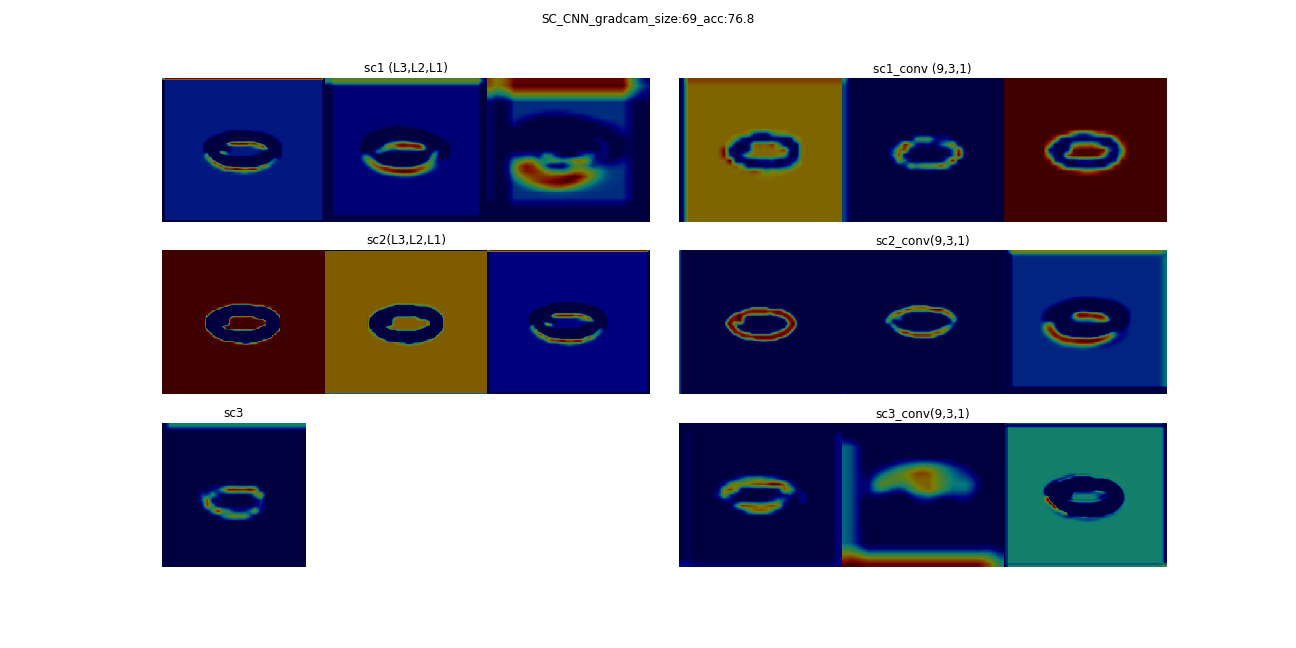 SC_CNN_gradcam_size:69_acc:76.8
sc1 (L3,L2,L1)
sc1_conv (9,3,1)
sc2(L3,L2,L1)
sc2_conv(9,3,1)
sc3
sc3_conv(9,3,1)